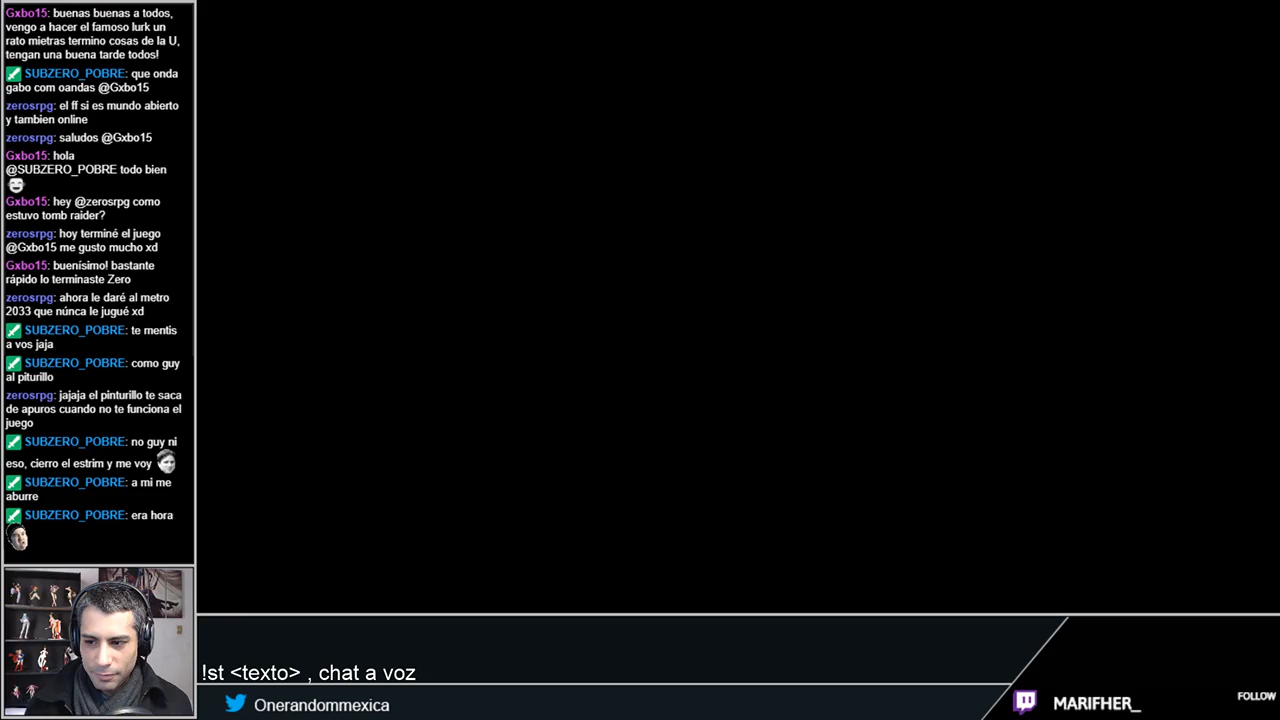 Gxbo15: buenas buenas a todos,
vengo a hacer el famoso lurk un
rato mietras termino cosas de la U,
tengan una buena tarde todos!
SUBZERO_POBRE: que onda
gabo com oandas @Gxbo15
zerosrpg: el ff si es mundo abierto
y tambien online
zerosrpg: saludos @Gxbo15
Gxbo15: hola
@SUBZERO_POBRE todo bien
Gxbo15: hey @zerosrpg como
estuvo tomb raider?
zerosrpg: hoy terminé el juego
@Gxbo15 me gusto mucho xd
Gxbo15: buenísimo! bastante
rápido lo terminaste Zero
zerosrpg: ahora le daré al metro
2033 que núnca le jugué xd
SUBZERO_POBRE: te mentis
a vos jaja
SUBZERO_POBRE: como guy
al piturillo
zerosrpg: jajaja el pinturillo te saca
de apuros cuando no te funciona el
juego
SUBZERO_POBRE: no guy ni
eso, cierro el estrim y me voy
SUBZERO_POBRE: a mi me
aburre
SUBZERO_POBRE: era hora
!st <texto> , chat a voz
Onerandommexica
MARIFHER_
FOLLOW